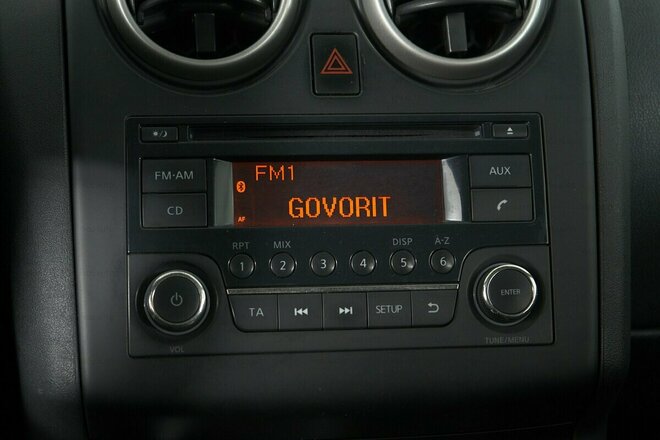 FM·AM
AUX
FM1
CD
AF
GOVORIT
RPT
MIX
DISP
A-Z
1
2
3
4
5
6
TA
SETUP
ENTER
VOL
TUNE/MENU